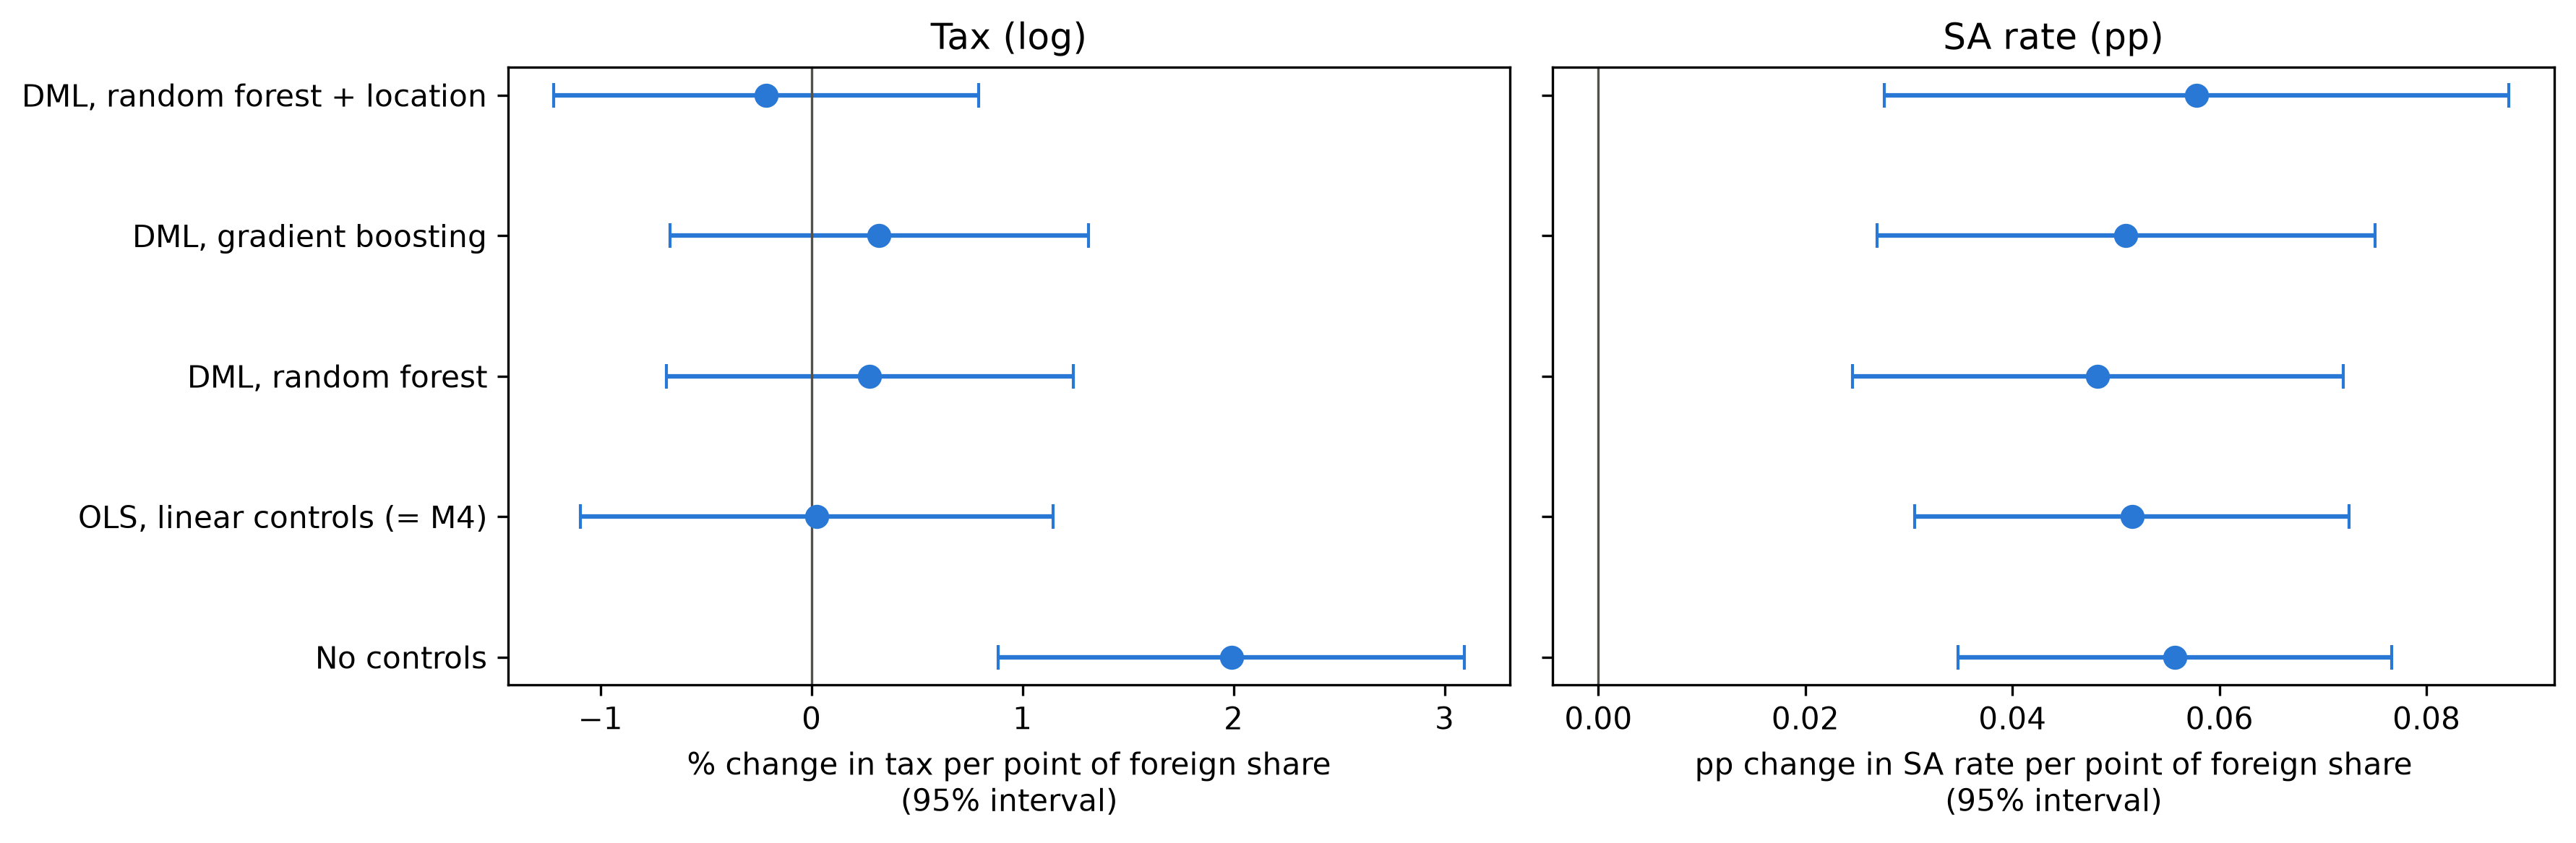 Tax (log)
SA rate (pp)
DML, random forest + location
DML, gradient boosting
DML, random forest
OLS, linear controls (= M4)
No controls
−1 0 1 2 3
0.00 0.02 0.04 0.06 0.08
% change in tax per point of foreign share
(95% interval)
pp change in SA rate per point of foreign share
(95% interval)